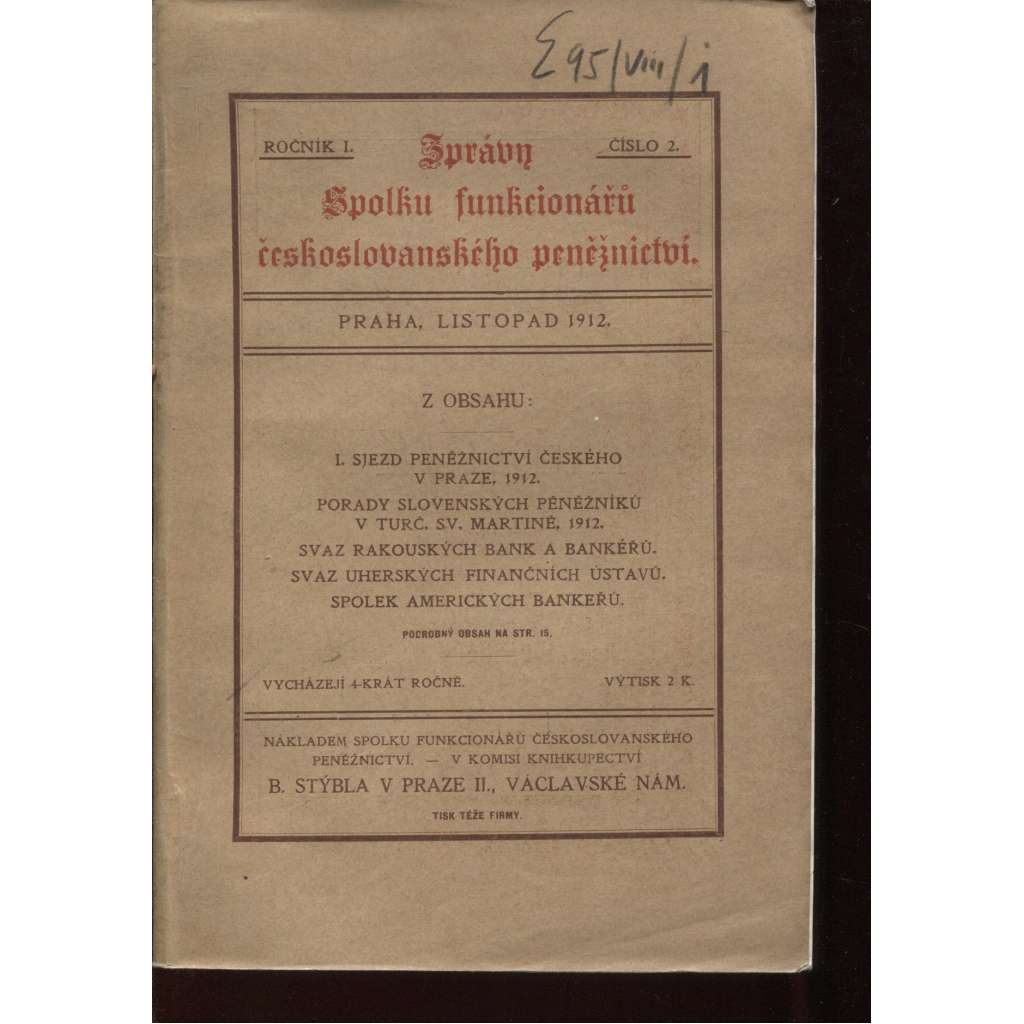 E 95/VIII/i
ROČNÍK I.
Zprávy
ČÍSLO 2.
Spolku funkcionářů
českoslovanského peněžnictví.
PRAHA, LISTOPAD 1912.
Z OBSAHU:
I. SJEZD PENĚŽNICTVÍ ČESKÉHO
V PRAZE, 1912.
PORADY SLOVENSKÝCH PĚNĚŽNÍKŮ
V TURČ. SV. MARTINĚ, 1912.
SVAZ RAKOUSKÝCH BANK A BANKÉŘŮ.
SVAZ UHERSKÝCH FINANČNÍCH ÚSTAVŮ.
SPOLEK AMERICKÝCH BANKEŘŮ.
PODROBNÝ OBSAH NA STR. 15.
VYCHÁZEJÍ 4-KRÁT ROČNĚ.
VÝTISK 2 K.
NÁKLADEM SPOLKU FUNKCIONÁŘŮ ČESKOSLOVANSKÉHO
PENĚŽNICTVÍ. — V KOMISI KNIHKUPECTVÍ
B. STÝBLA V PRAZE II., VÁCLAVSKÉ NÁM.
TISK TÉŽE FIRMY.